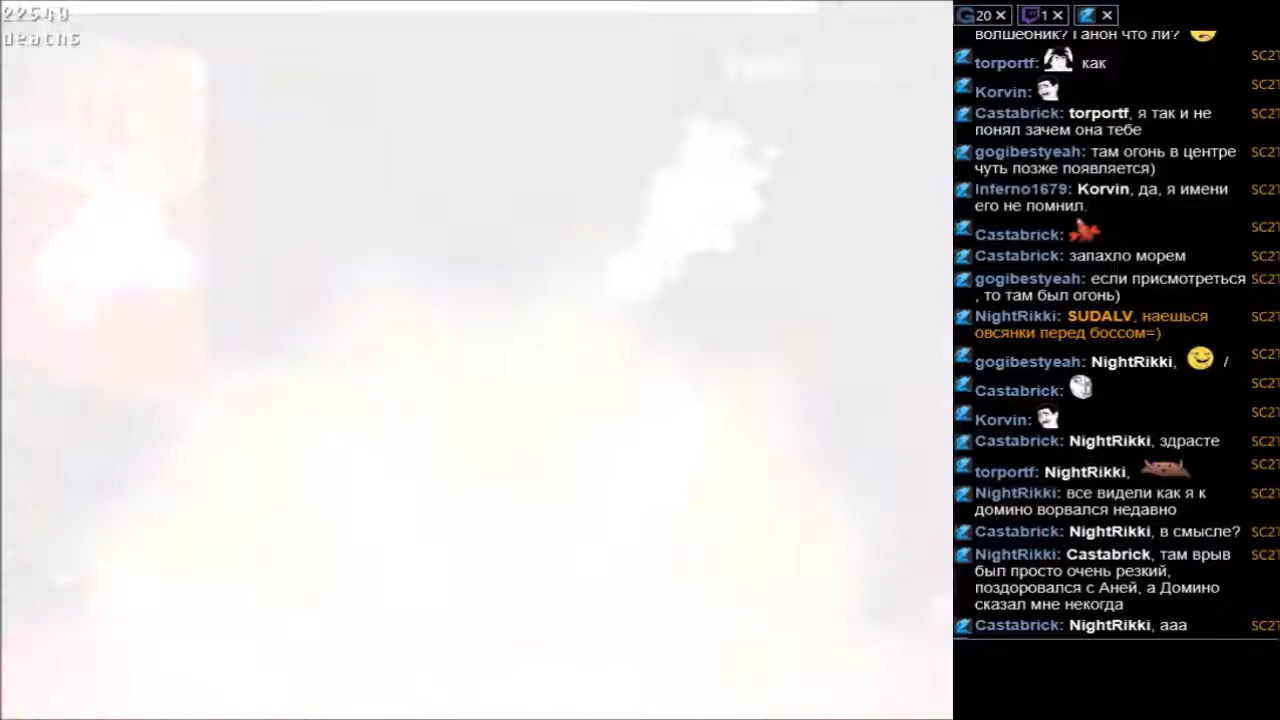 22540
deaths
20 × 1 × ×
волшебник? Ганон что ли?
torportf: как
Korvin:
Castabrick: torportf, я так и не
понял зачем она тебе
gogibestyeah: там огонь в центре
чуть позже появляется)
Inferno1679: Korvin, да, я имени
его не помнил.
Castabrick:
Castabrick: запахло морем
gogibestyeah: если присмотреться
, то там был огонь)
NightRikki: SUDALV, наешься
овсянки перед боссом=)
gogibestyeah: NightRikki, /
Castabrick:
Korvin:
Castabrick: NightRikki, здрасте
torportf: NightRikki,
NightRikki: все видели как я к
домино ворвался недавно
Castabrick: NightRikki, в смысле?
NightRikki: Castabrick, там врыв
был просто очень резкий,
поздоровался с Аней, а Домино
сказал мне некогда
Castabrick: NightRikki, ааа